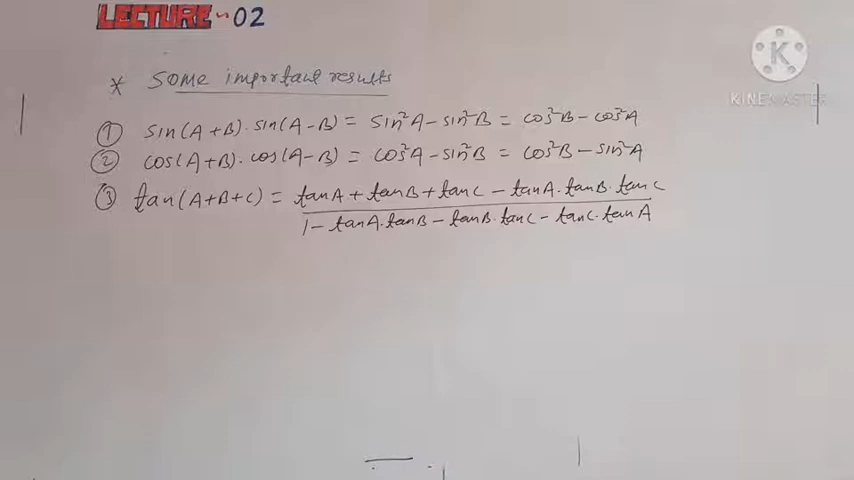 LECTURE-02
K
KINEMASTER
* Some important results
① sin(A+B)·sin(A-B) = sin²A - sin²B = cos²B - cos²A
② cos(A+B)·cos(A-B) = cos²A - sin²B = cos²B - sin²A
③ tan(A+B+C) = tanA + tanB + tanC - tanA·tanB·tanC
1 - tanA·tanB - tanB·tanC - tanC·tanA